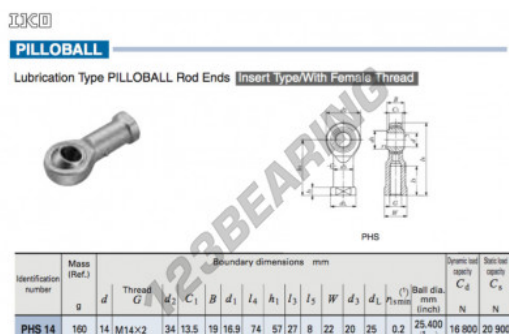 IKO
PILLOBALL
Lubrication Type PILLOBALL Rod Ends Insert Type/With Female Thread
123BEARING
PHS
Identification number Mass (Ref.) g Boundary dimensions mm Dynamic load capacity Cd N Static load capacity Cs N
d Thread G d2 C1 B d1 l4 h1 l3 l5 W d3 dL r1s min (1) Ball dia. mm (inch)
PHS 14 160 14 M14×2 34 13.5 19 16.9 74 57 27 8 22 20 25 0.2 25.400 16 800 20 900